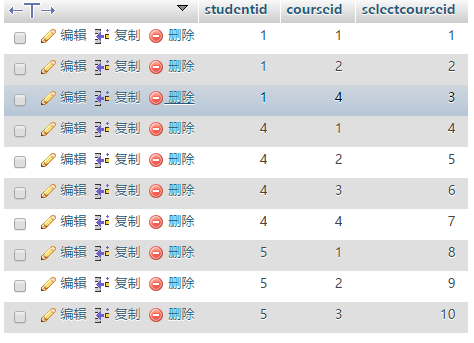 studentid courseid selectcourseid
编辑 复制 删除 1 1 1
编辑 复制 删除 1 2 2
编辑 复制 删除 1 4 3
编辑 复制 删除 4 1 4
编辑 复制 删除 4 2 5
编辑 复制 删除 4 3 6
编辑 复制 删除 4 4 7
编辑 复制 删除 5 1 8
编辑 复制 删除 5 2 9
编辑 复制 删除 5 3 10